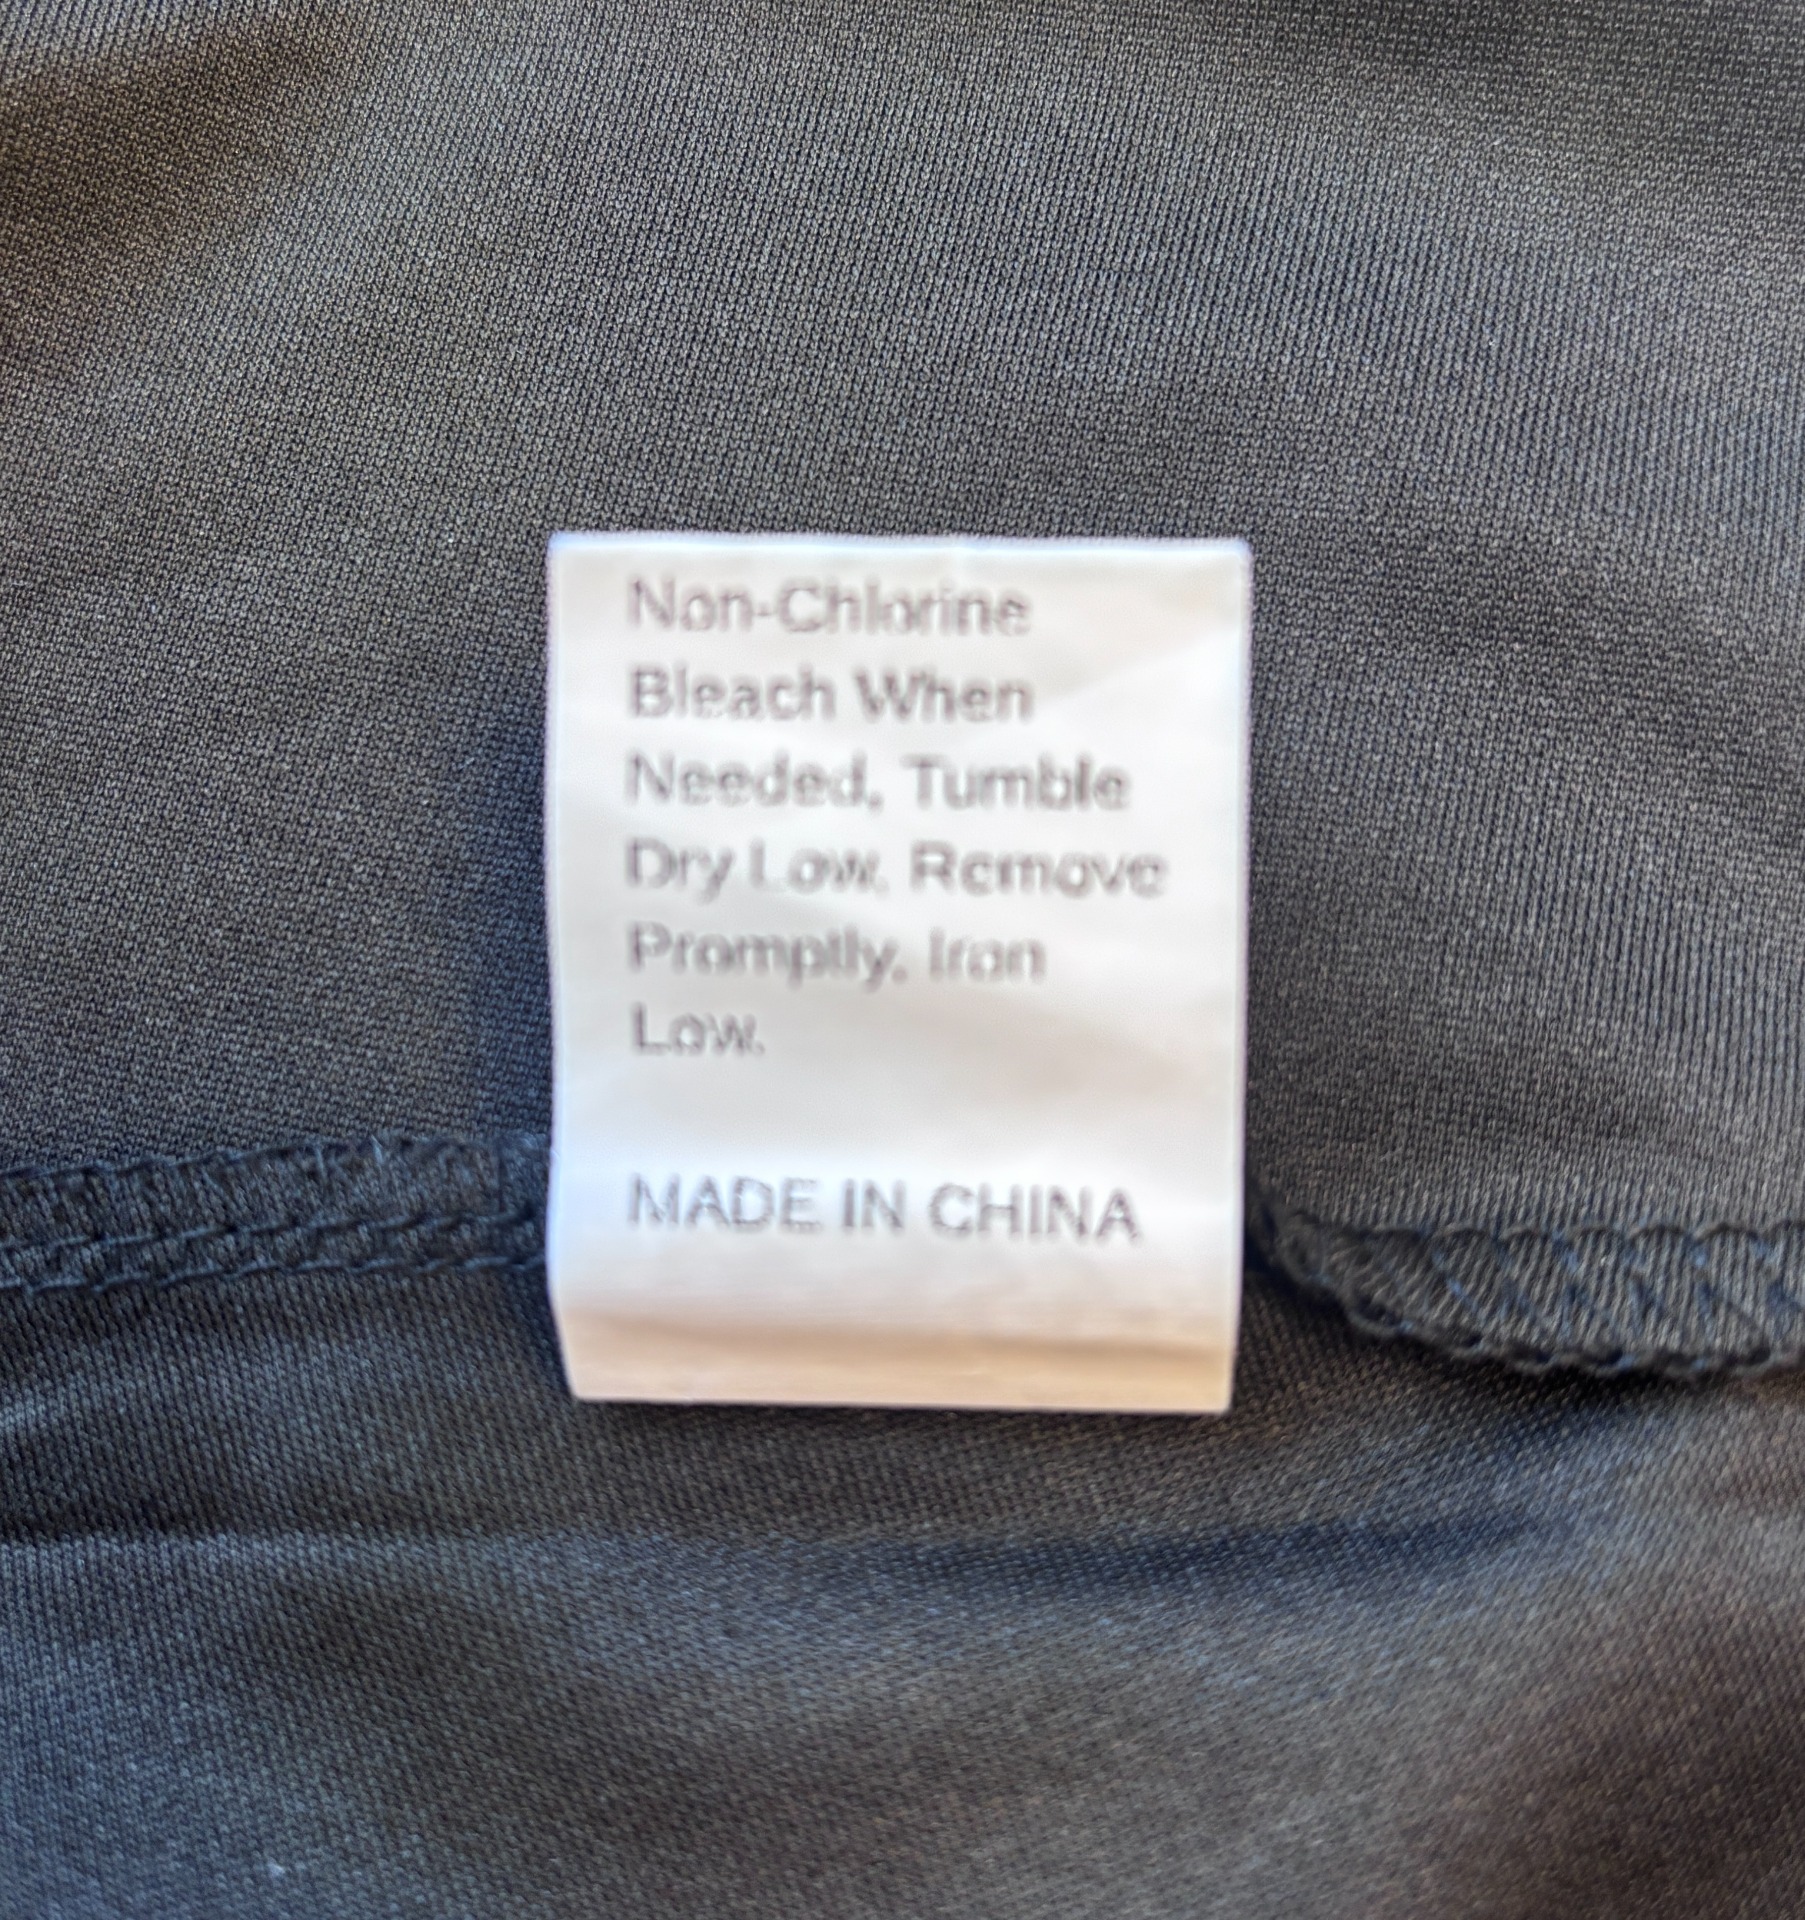 Non-Chlorine
Bleach When
Needed, Tumble
Dry Low, Remove
Promptly, Iron
Low.
MADE IN CHINA